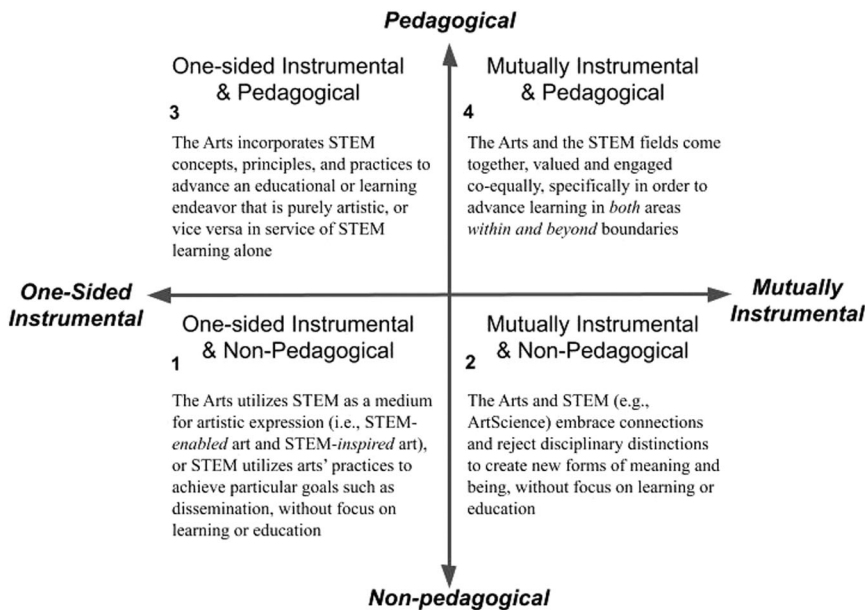 Pedagogical
One-sided Instrumental
& Pedagogical
3
The Arts incorporates STEM
concepts, principles, and practices to
advance an educational or learning
endeavor that is purely artistic, or
vice versa in service of STEM
learning alone
Mutually Instrumental
& Pedagogical
4
The Arts and the STEM fields come
together, valued and engaged
co-equally, specifically in order to
advance learning in both areas
within and beyond boundaries
One-Sided
Instrumental
Mutually
Instrumental
One-sided Instrumental
& Non-Pedagogical
1
The Arts utilizes STEM as a medium
for artistic expression (i.e., STEM-
enabled art and STEM-inspired art),
or STEM utilizes arts’ practices to
achieve particular goals such as
dissemination, without focus on
learning or education
Mutually Instrumental
& Non-Pedagogical
2
The Arts and STEM (e.g.,
ArtScience) embrace connections
and reject disciplinary distinctions
to create new forms of meaning and
being, without focus on learning or
education
Non-pedagogical